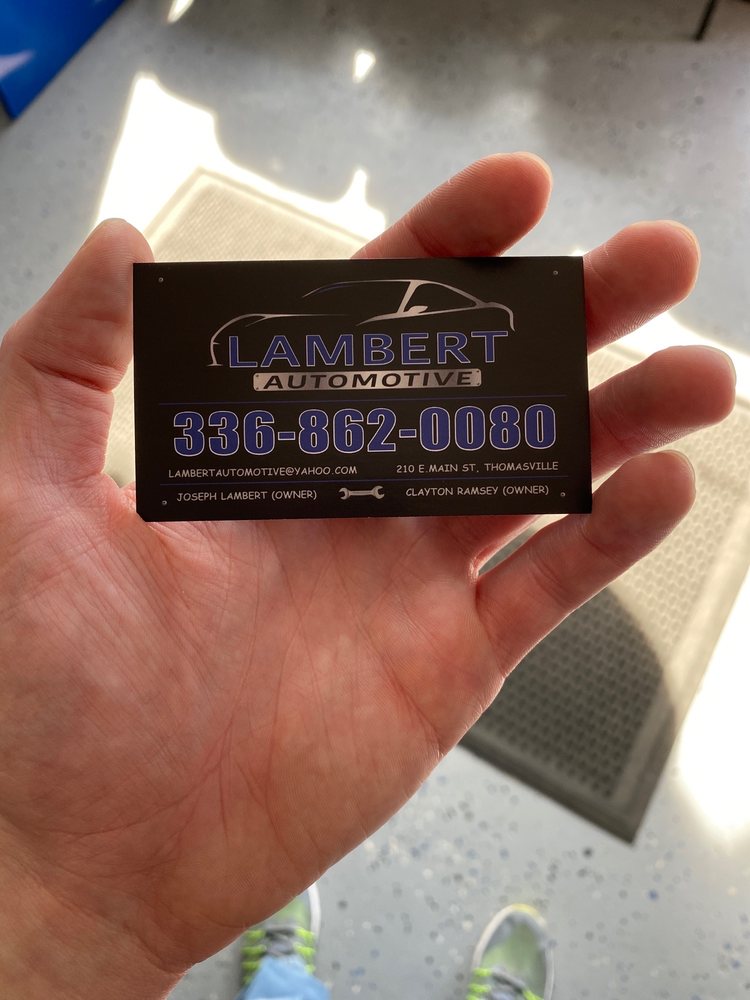 LAMBERT
AUTOMOTIVE
336-862-0080
LAMBERTAUTOMOTIVE@YAHOO.COM 210 E.MAIN ST, THOMASVILLE
JOSEPH LAMBERT (OWNER) CLAYTON RAMSEY (OWNER)